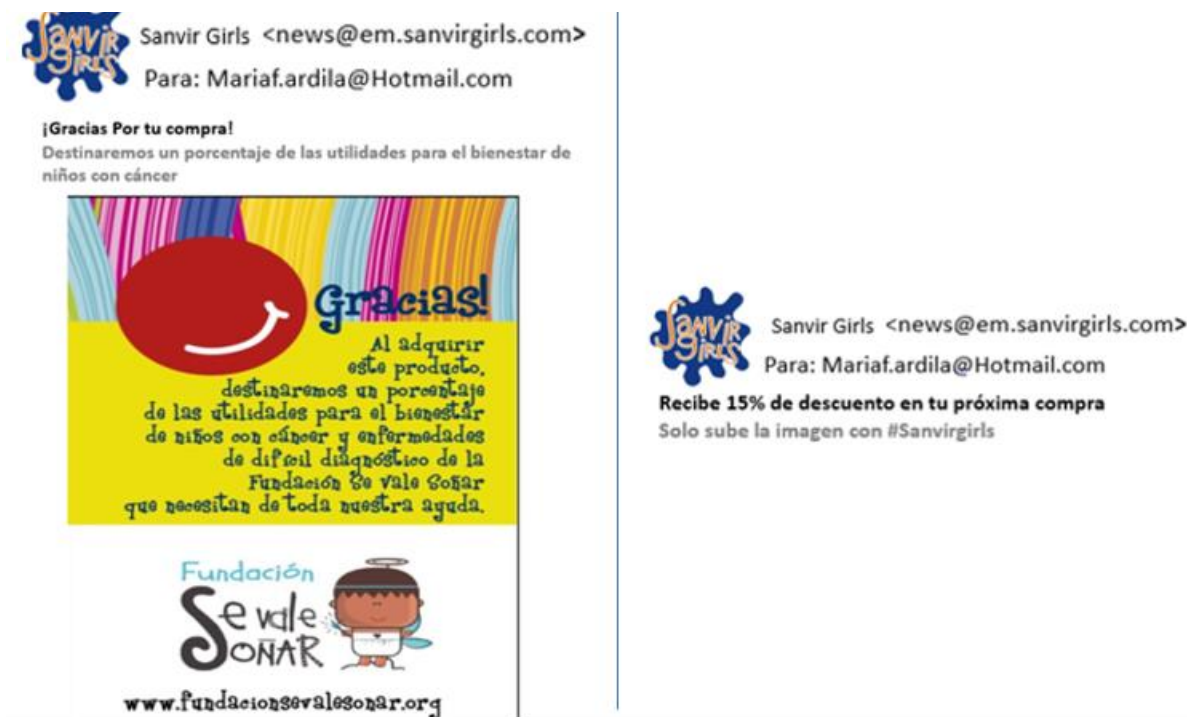 SANVIR
GIRLS
Sanvir Girls <news@em.sanvirgirls.com>
Para: Mariaf.ardila@Hotmail.com
¡Gracias Por tu compra!
Destinaremos un porcentaje de las utilidades para el bienestar de
niños con cáncer
Gracias!
Al adquirir
este producto,
destinaremos un porcentaje
de las utilidades para el bienestar
de niños con cáncer y enfermedades
de difícil diagnóstico de la
Fundación Se Vale Soñar
que necesitan de toda nuestra ayuda.
Fundación
Se vale
SOÑAR
www.fundacionsevalesonar.org
SANVIR
GIRLS
Sanvir Girls <news@em.sanvirgirls.com>
Para: Mariaf.ardila@Hotmail.com
Recibe 15% de descuento en tu próxima compra
Solo sube la imagen con #Sanvirgirls